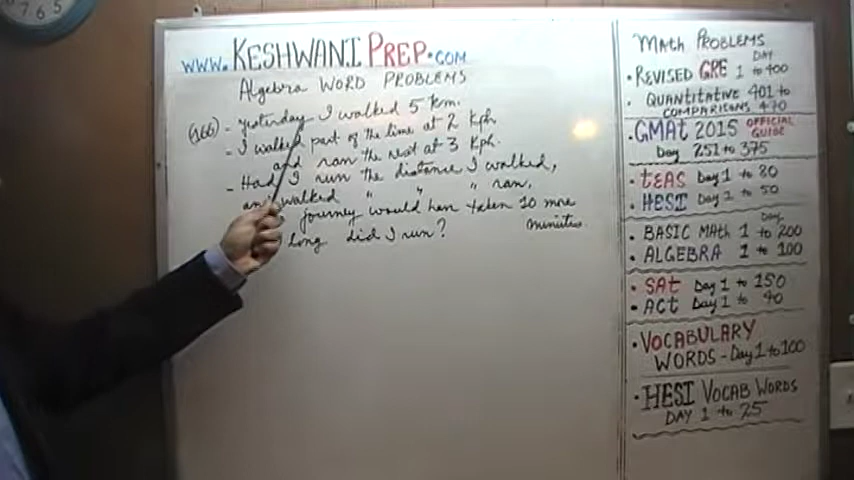 7 6 5
www.KESHWANI PREP.COM
Algebra WORD PROBLEMS
(166) - Yesterday I walked 5 km.
- I walked part of the time at 2 Kph
and ran the rest at 3 Kph.
- Had I run the distance I walked,
and walked " " " ran,
journey would have taken 10 more
minutes.
long did I run?
Math PROBLEMS
DAY
• REVISED GRE 1 to 400
• QUANTITATIVE 401 to
COMPARISONS 470
• GMAT 2015 OFFICIAL
GUIDE
Day 251 to 375
• TEAS Day 1 to 80
• HESI Day 1 to 50
Day
• BASIC Math 1 to 200
• ALGEBRA 1 to 100
• SAt Day 1 to 150
• ACT Day 1 to 40
• VOCABULARY
WORDS - Day 1 to 100
• HESI VOCAB WORDS
DAY 1 to 25